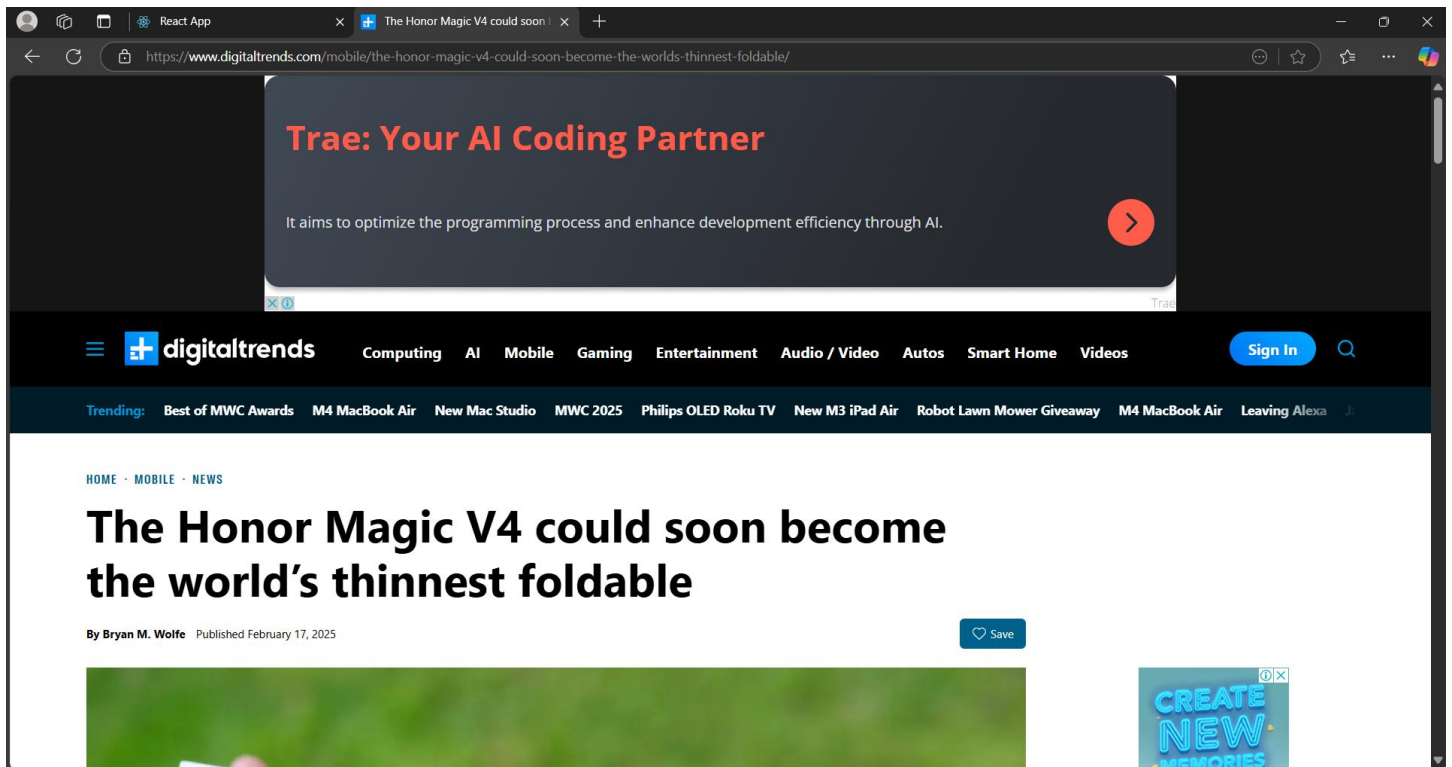 React App
The Honor Magic V4 could soon
https://www.digitaltrends.com/mobile/the-honor-magic-v4-could-soon-become-the-worlds-thinnest-foldable/
Trae: Your AI Coding Partner
It aims to optimize the programming process and enhance development efficiency through AI.
Trae
digitaltrends
Computing AI Mobile Gaming Entertainment Audio / Video Autos Smart Home Videos
Sign In
Trending: Best of MWC Awards M4 MacBook Air New Mac Studio MWC 2025 Philips OLED Roku TV New M3 iPad Air Robot Lawn Mower Giveaway M4 MacBook Air Leaving Alexa
HOME · MOBILE · NEWS
The Honor Magic V4 could soon become
the world’s thinnest foldable
By Bryan M. Wolfe Published February 17, 2025
Save
CREATE
NEW
MEMORIES